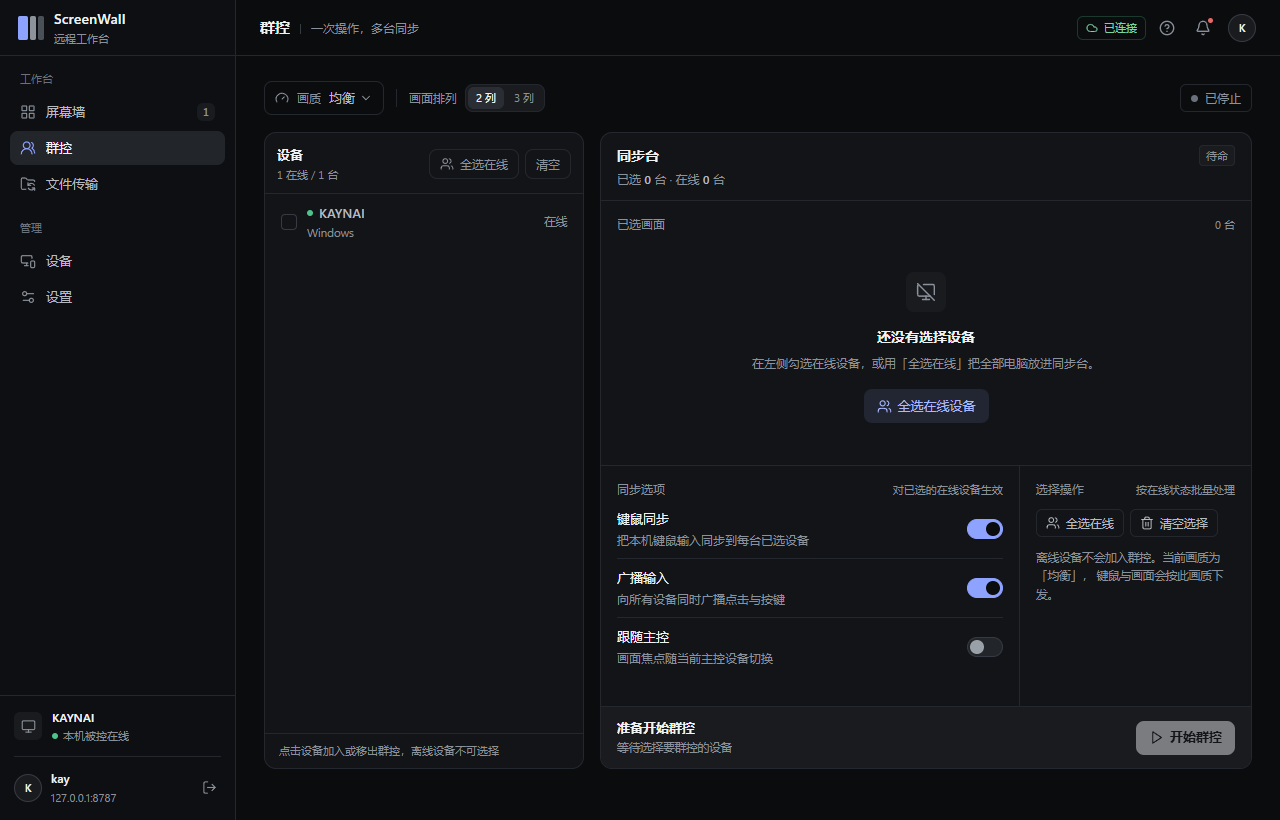 ScreenWall
远程工作台
群控
一次操作，多台同步
已连接
K
工作台
屏幕墙
1
群控
文件传输
管理
设备
设置
画质 均衡
画面排列
2 列
3 列
已停止
设备
1 在线 / 1 台
全选在线
清空
KAYNAI
Windows
在线
点击设备加入或移出群控，离线设备不可选择
同步台
已选 0 台 · 在线 0 台
待命
已选画面
0 台
还没有选择设备
在左侧勾选在线设备，或用「全选在线」把全部电脑放进同步台。
全选在线设备
同步选项
对已选的在线设备生效
键鼠同步
把本机键鼠输入同步到每台已选设备
广播输入
向所有设备同时广播点击与按键
跟随主控
画面焦点随当前主控设备切换
选择操作
按在线状态批量处理
全选在线
清空选择
离线设备不会加入群控。当前画质为
「均衡」， 键鼠与画面会按此画质下
发。
准备开始群控
等待选择要群控的设备
开始群控
KAYNAI
本机被控在线
K
kay
127.0.0.1:8787